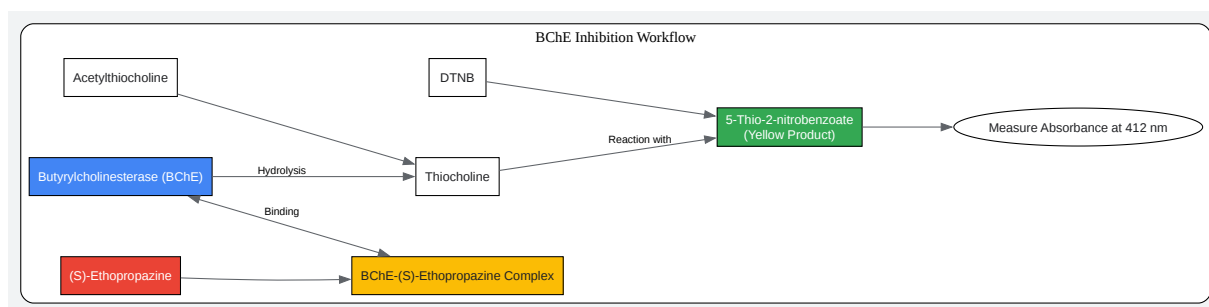 BChE Inhibition Workflow
Acetylthiocholine
DTNB
5-Thio-2-nitrobenzoate
(Yellow Product)
Measure Absorbance at 412 nm
Reaction with
Butyrylcholinesterase (BChE)
Hydrolysis
Thiocholine
Binding
(S)-Ethopropazine
BChE-(S)-Ethopropazine Complex